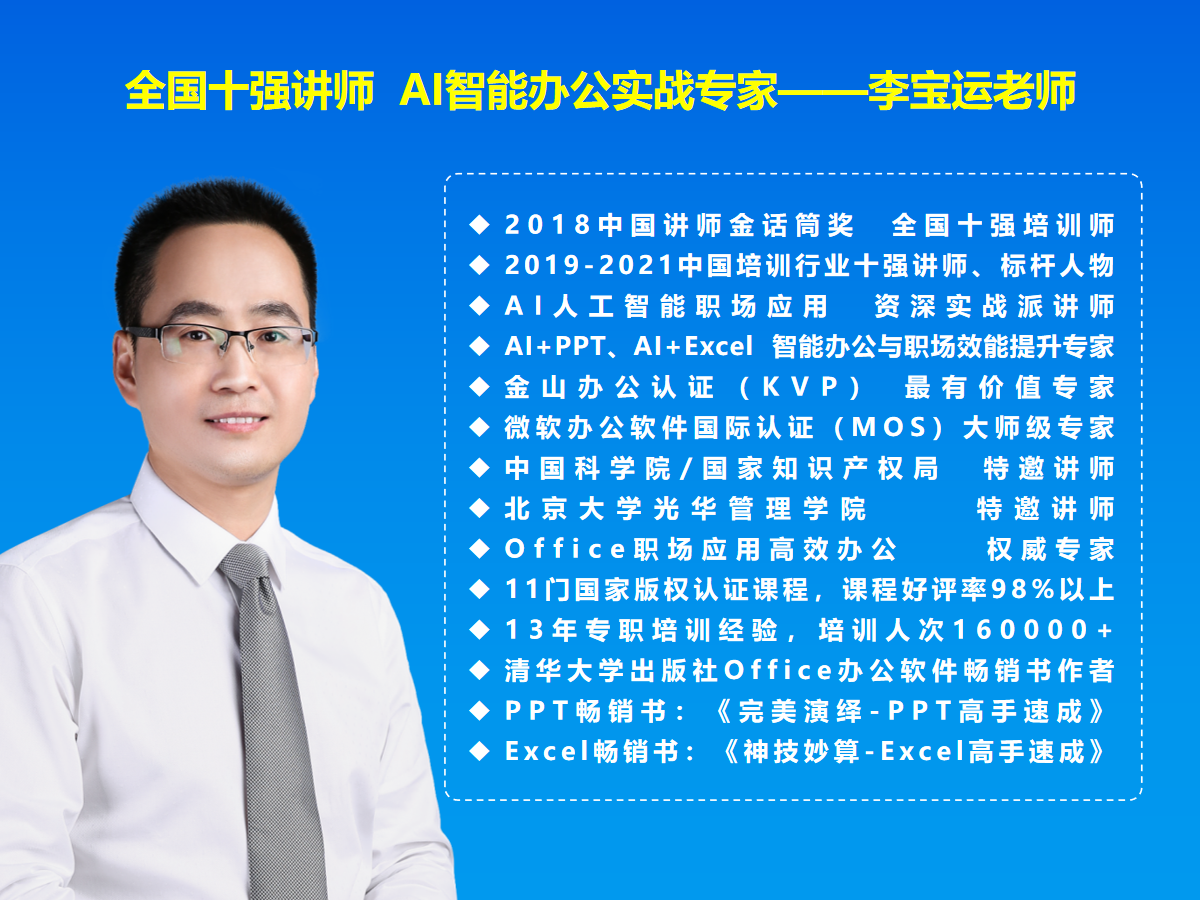 全国十强讲师 AI智能办公实战专家——李宝运老师
◆ 2018中国讲师金话筒奖 全国十强培训师
◆ 2019-2021中国培训行业十强讲师、标杆人物
◆ AI人工智能职场应用 资深实战派讲师
◆ AI+PPT、AI+Excel 智能办公与职场效能提升专家
◆ 金山办公认证（KVP） 最有价值专家
◆ 微软办公软件国际认证（MOS）大师级专家
◆ 中国科学院/国家知识产权局 特邀讲师
◆ 北京大学光华管理学院 特邀讲师
◆ Office职场应用高效办公 权威专家
◆ 11门国家版权认证课程，课程好评率98%以上
◆ 13年专职培训经验，培训人次160000+
◆ 清华大学出版社Office办公软件畅销书作者
◆ PPT畅销书：《完美演绎-PPT高手速成》
◆ Excel畅销书：《神技妙算-Excel高手速成》